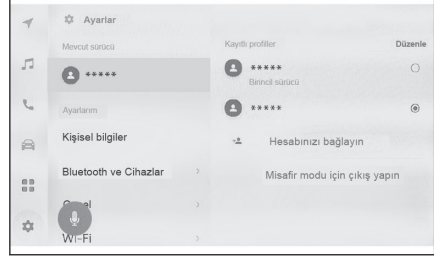 Ayarlar
Mevcut sürücü
*****
Ayarlarım
Kişisel bilgiler
Bluetooth ve Cihazlar
Wi-Fi
Kayıtlı profiller
Düzenle
*****
Birincil sürücü
*****
Hesabınızı bağlayın
Misafir modu için çıkış yapın